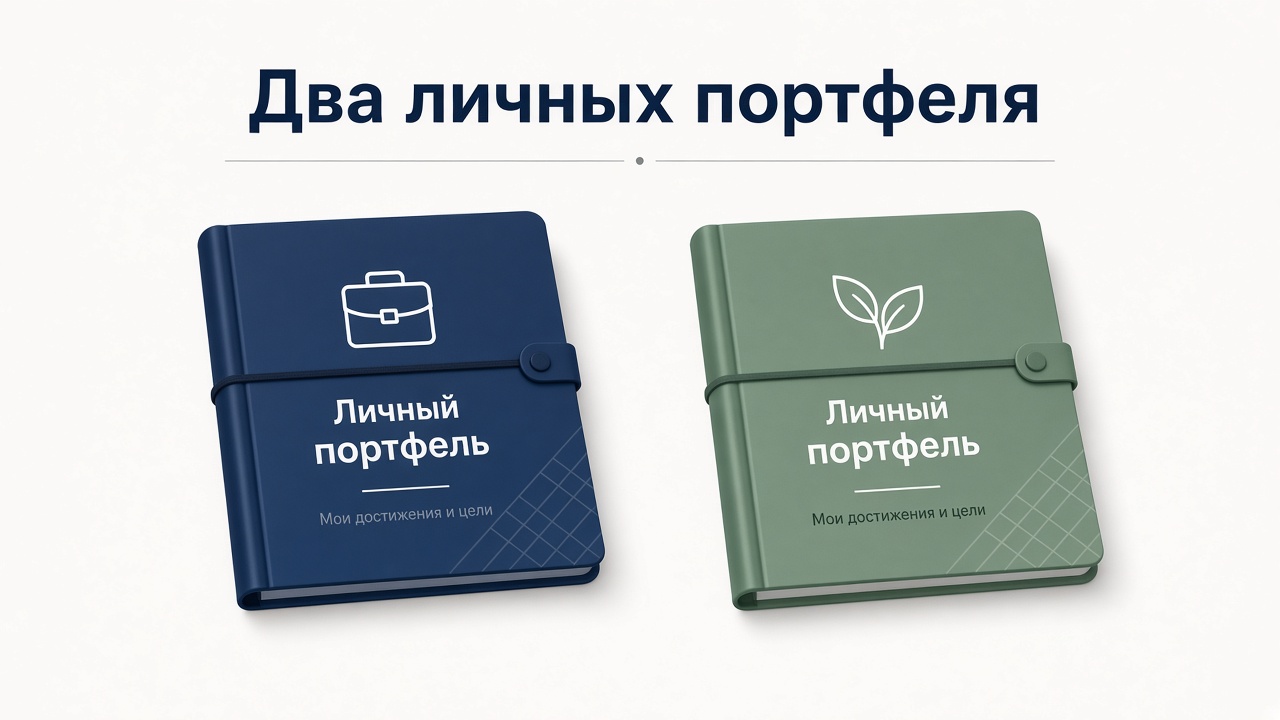 Два личных портфеля
Личный
портфель
Мои достижения и цели
Личный
портфель
Мои достижения и цели